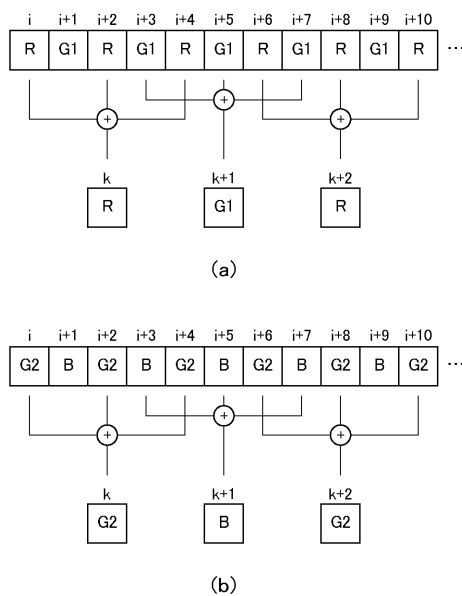 i i+1 i+2 i+3 i+4 i+5 i+6 i+7 i+8 i+9 i+10
R G1 R G1 R G1 R G1 R G1 R …
+ + +
k k+1 k+2
R G1 R
(a)
i i+1 i+2 i+3 i+4 i+5 i+6 i+7 i+8 i+9 i+10
G2 B G2 B G2 B G2 B G2 B G2 …
+ + +
k k+1 k+2
G2 B G2
(b)